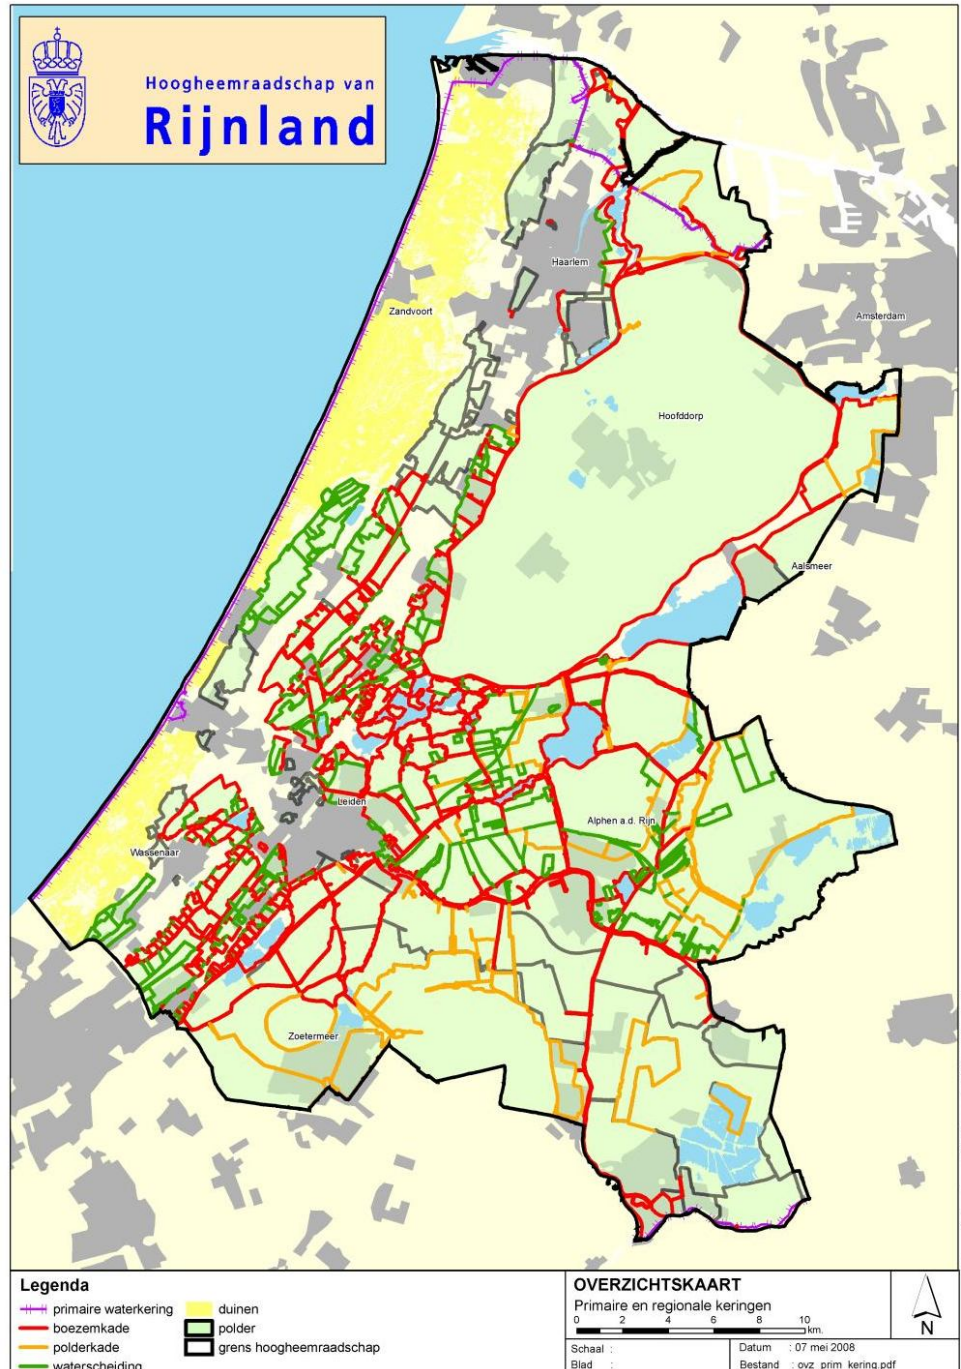 Hoogheemraadschap van
Rijnland
Haarlem
Zandvoort
Amsterdam
Hoofddorp
Aalsmeer
Leiden
Alphen a.d. Rijn
Wassenaar
Zoetermeer
Legenda
primaire waterkering
boezemkade
polderkade
waterscheiding
duinen
polder
grens hoogheemraadschap
OVERZICHTSKAART
Primaire en regionale keringen
0 2 4 6 8 10
km.
N
Schaal :
Datum : 07 mei 2008
Blad :
Bestand : ovz_prim_kering.pdf